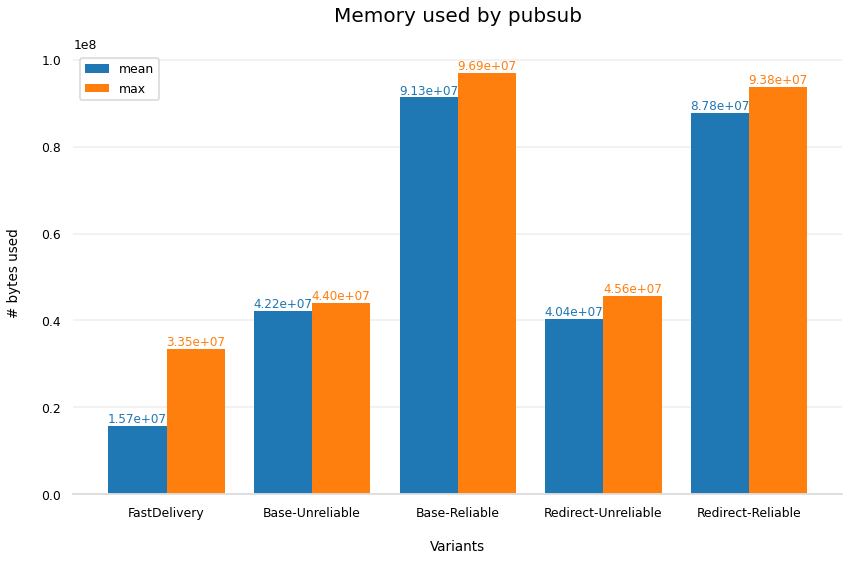 Memory used by pubsub
1e8
mean
max
1.0
0.8
0.6
0.4
0.2
0.0
# bytes used
1.57e+07
3.35e+07
4.22e+07
4.40e+07
9.13e+07
9.69e+07
4.04e+07
4.56e+07
8.78e+07
9.38e+07
FastDelivery
Base-Unreliable
Base-Reliable
Redirect-Unreliable
Redirect-Reliable
Variants